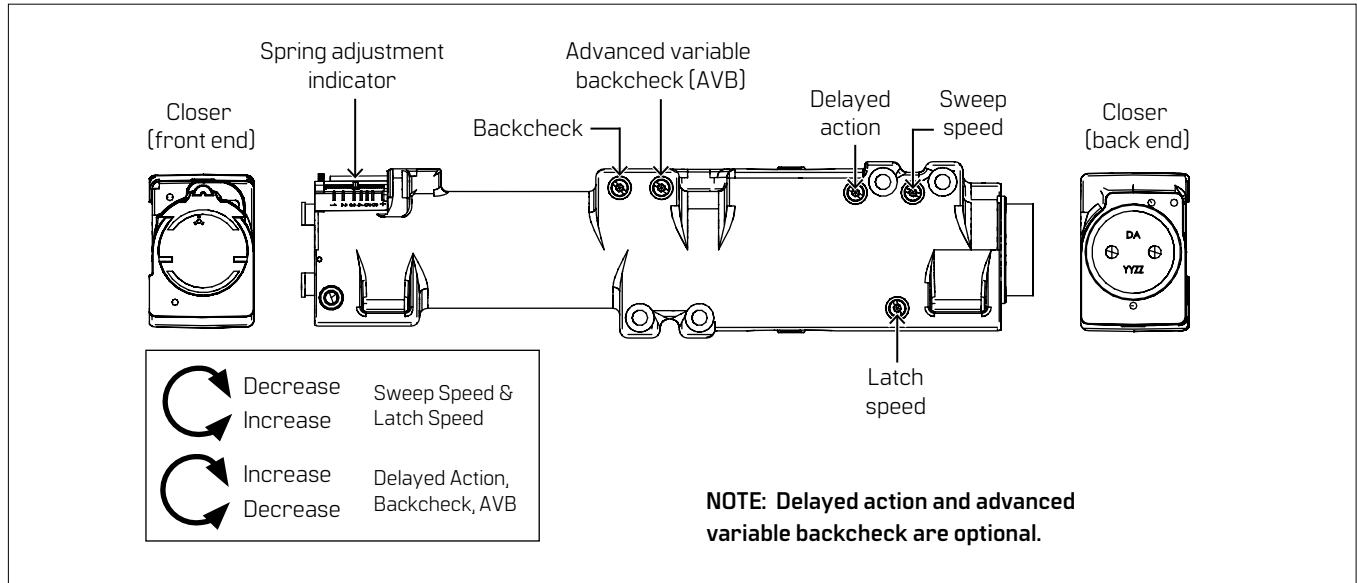 Spring adjustment
indicator
Advanced variable
backcheck (AVB)
Closer
(front end)
Backcheck
Delayed
action
Sweep
speed
Closer
(back end)
DA
YYZZ
Latch
speed
Decrease
Increase
Sweep Speed &
Latch Speed
Increase
Decrease
Delayed Action,
Backcheck, AVB
NOTE: Delayed action and advanced
variable backcheck are optional.